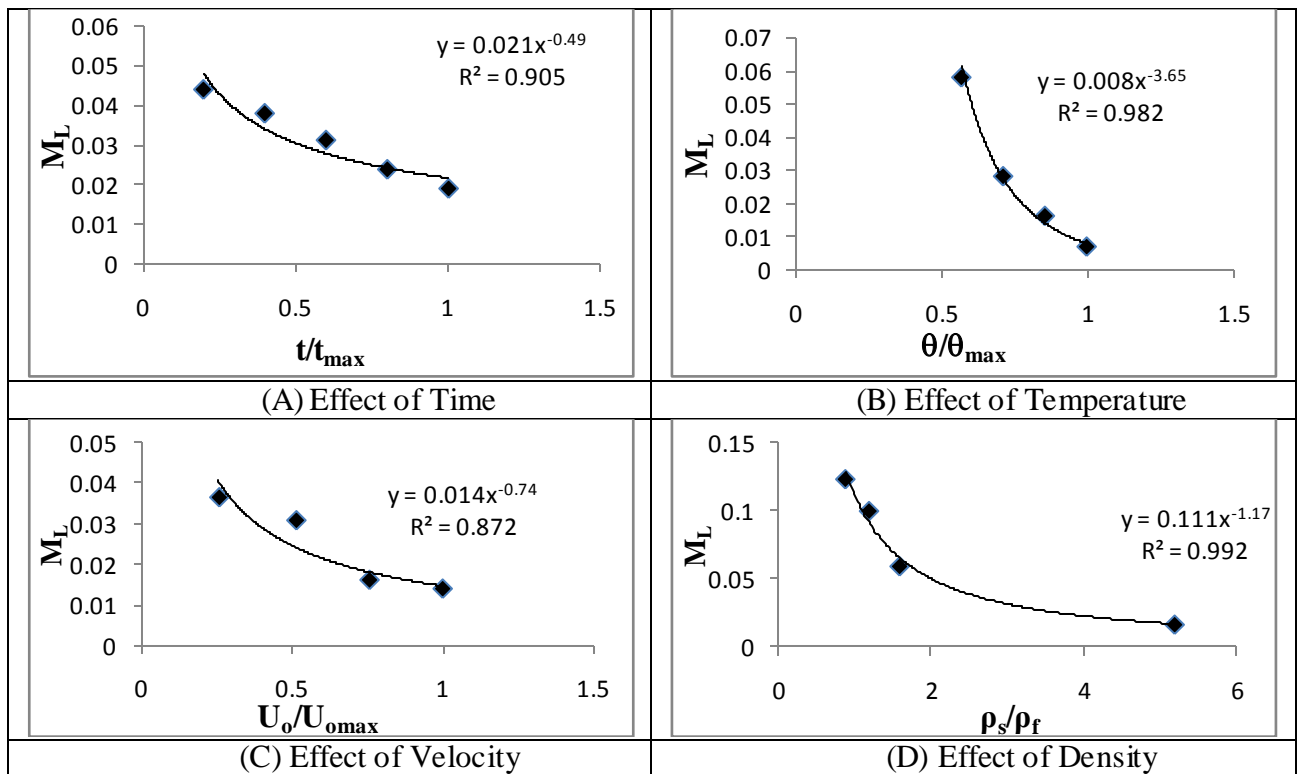 0.06
0.05
0.04
0.03
0.02
0.01
0
M_L
y = 0.021x^-0.49
R² = 0.905
0 0.5 1 1.5
t/t_max
(A) Effect of Time
0.07
0.06
0.05
0.04
0.03
0.02
0.01
0
M_L
y = 0.008x^-3.65
R² = 0.982
0 0.5 1 1.5
θ/θ_max
(B) Effect of Temperature
0.05
0.04
0.03
0.02
0.01
0
M_L
y = 0.014x^-0.74
R² = 0.872
0 0.5 1 1.5
U_o/U_omax
(C) Effect of Velocity
0.15
0.1
0.05
0
M_L
y = 0.111x^-1.17
R² = 0.992
0 2 4 6
ρ_s/ρ_f
(D) Effect of Density